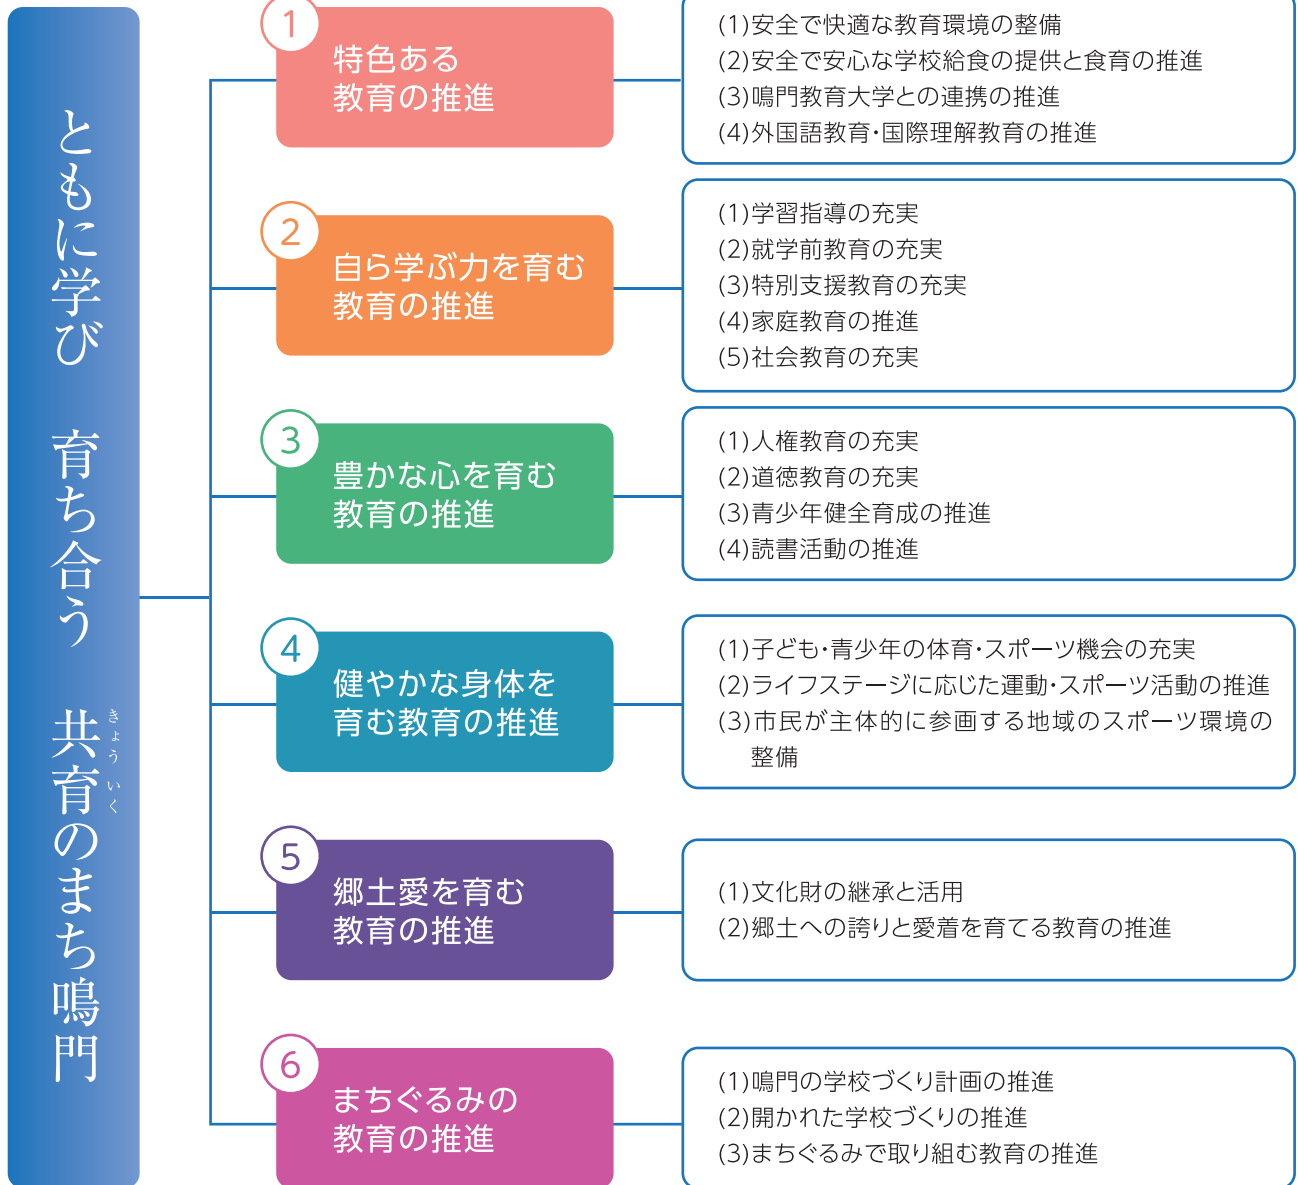 ともに学び　育ち合う　共育のまち鳴門
きょういく
1
特色ある
教育の推進
(1)安全で快適な教育環境の整備
(2)安全で安心な学校給食の提供と食育の推進
(3)鳴門教育大学との連携の推進
(4)外国語教育・国際理解教育の推進
2
自ら学ぶ力を育む
教育の推進
(1)学習指導の充実
(2)就学前教育の充実
(3)特別支援教育の充実
(4)家庭教育の推進
(5)社会教育の充実
3
豊かな心を育む
教育の推進
(1)人権教育の充実
(2)道徳教育の充実
(3)青少年健全育成の推進
(4)読書活動の推進
4
健やかな身体を
育む教育の推進
(1)子ども・青少年の体育・スポーツ機会の充実
(2)ライフステージに応じた運動・スポーツ活動の推進
(3)市民が主体的に参画する地域のスポーツ環境の
整備
5
郷土愛を育む
教育の推進
(1)文化財の継承と活用
(2)郷土への誇りと愛着を育てる教育の推進
6
まちぐるみの
教育の推進
(1)鳴門の学校づくり計画の推進
(2)開かれた学校づくりの推進
(3)まちぐるみで取り組む教育の推進